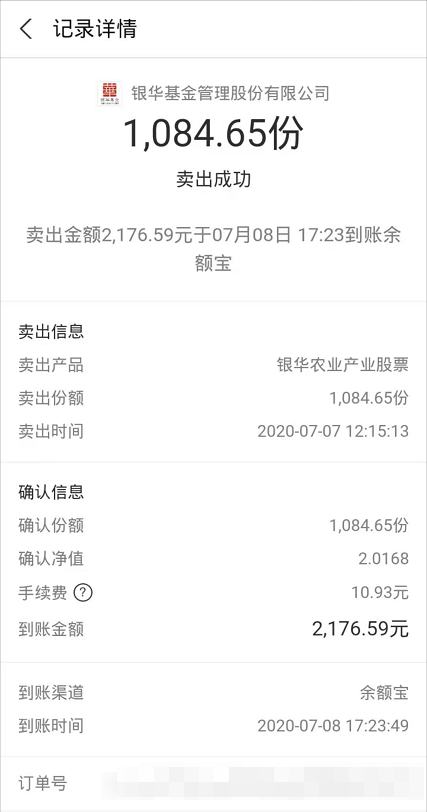 记录详情
银华基金管理股份有限公司
1,084.65份
卖出成功
卖出金额2,176.59元于07月08日 17:23到账余
额宝
卖出信息
卖出产品 银华农业产业股票
卖出份额 1,084.65份
卖出时间 2020-07-07 12:15:13
确认信息
确认份额 1,084.65份
确认净值 2.0168
手续费 ? 10.93元
到账金额 2,176.59元
到账渠道 余额宝
到账时间 2020-07-08 17:23:49
订单号